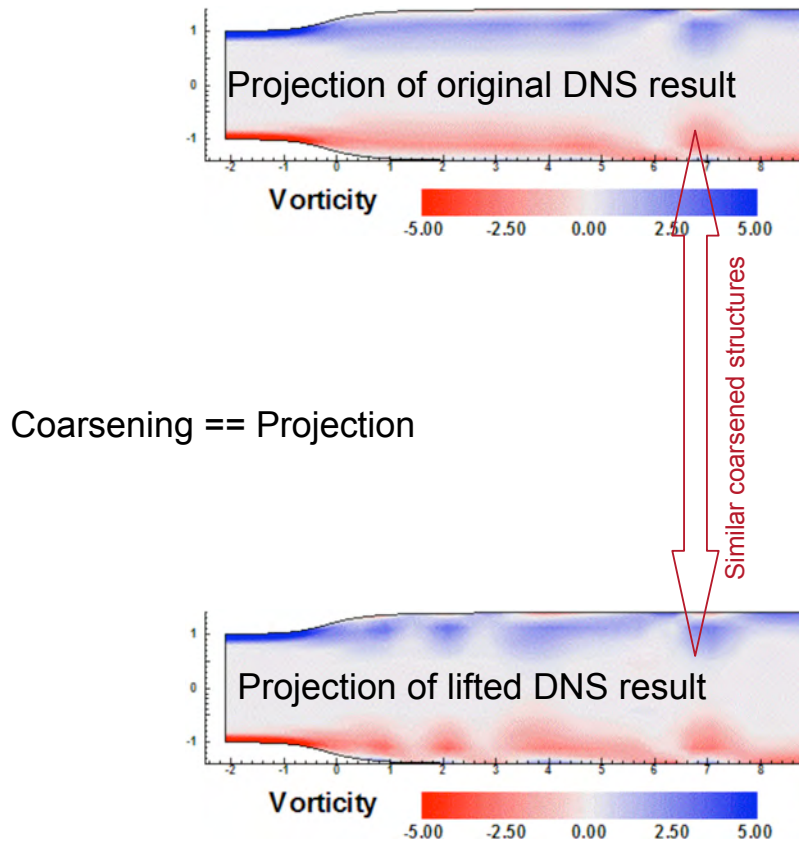 1
0
-1
Projection of original DNS result
-2 -1 0 1 2 3 4 5 6 7 8
Vorticity
-5.00 -2.50 0.00 2.50 5.00
Similar coarsened structures
Coarsening == Projection
1
0
-1
Projection of lifted DNS result
-2 -1 0 1 2 3 4 5 6 7 8
Vorticity
-5.00 -2.50 0.00 2.50 5.00